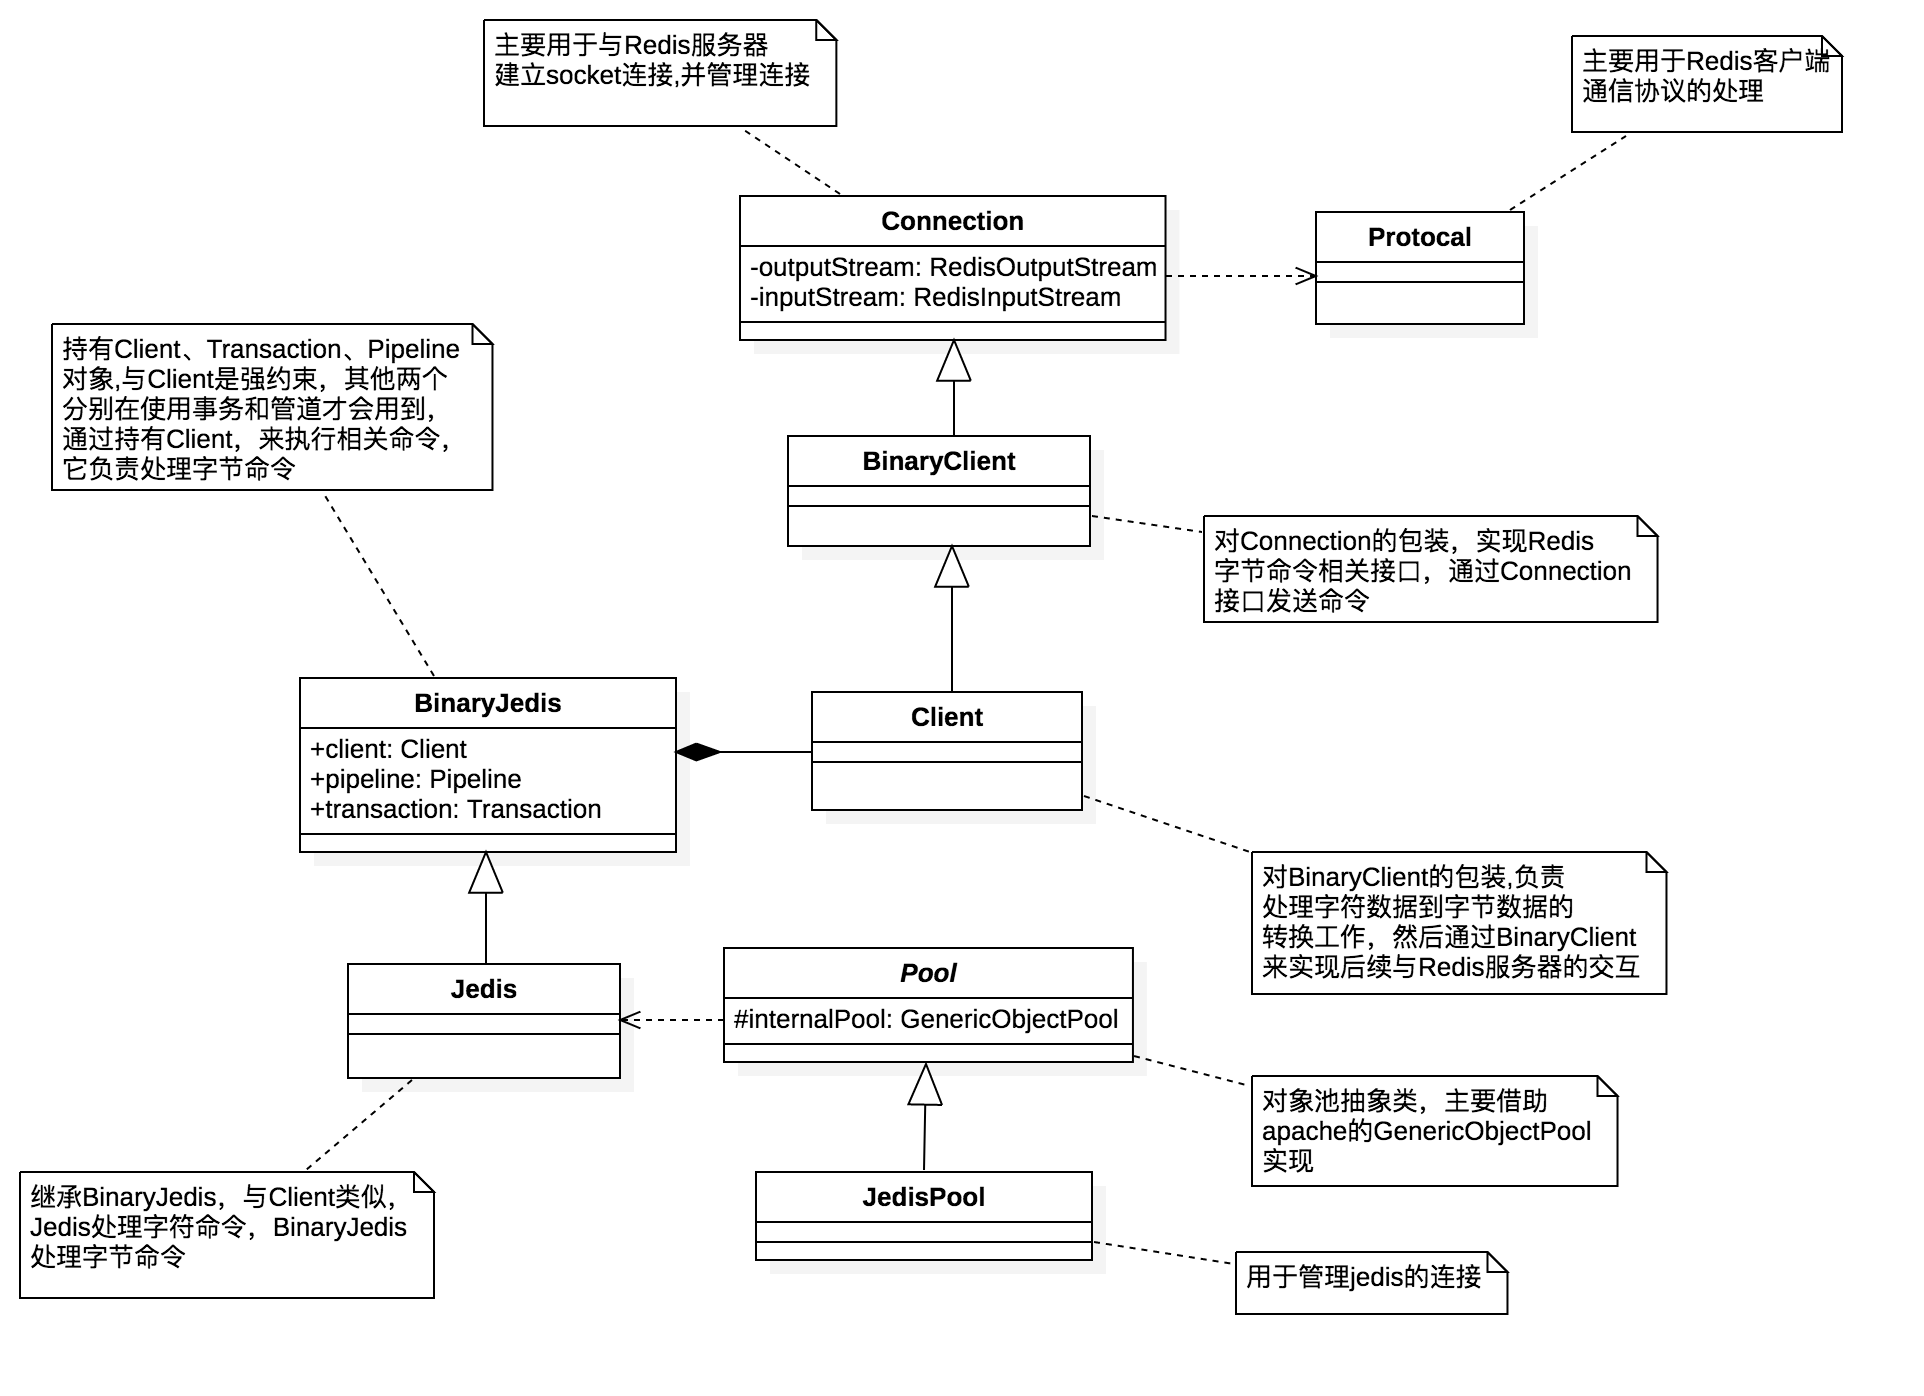 主要用于与Redis服务器
建立socket连接,并管理连接
主要用于Redis客户端
通信协议的处理
Connection
-outputStream: RedisOutputStream
-inputStream: RedisInputStream
Protocal
持有Client、Transaction、Pipeline
对象,与Client是强约束，其他两个
分别在使用事务和管道才会用到，
通过持有Client，来执行相关命令，
它负责处理字节命令
BinaryClient
对Connection的包装，实现Redis
字节命令相关接口，通过Connection
接口发送命令
BinaryJedis
+client: Client
+pipeline: Pipeline
+transaction: Transaction
Client
对BinaryClient的包装,负责
处理字符数据到字节数据的
转换工作，然后通过BinaryClient
来实现后续与Redis服务器的交互
Jedis
Pool
#internalPool: GenericObjectPool
对象池抽象类，主要借助
apache的GenericObjectPool
实现
继承BinaryJedis，与Client类似，
Jedis处理字符命令，BinaryJedis
处理字节命令
JedisPool
用于管理jedis的连接